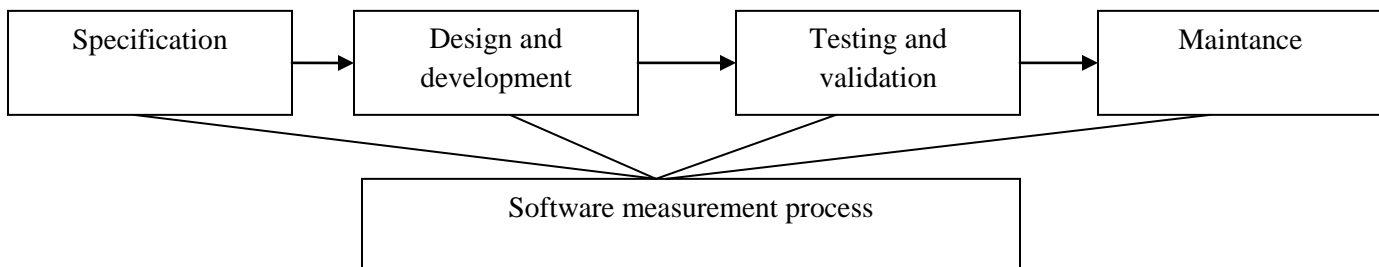 Specification
Design and
development
Testing and
validation
Maintance
Software measurement process